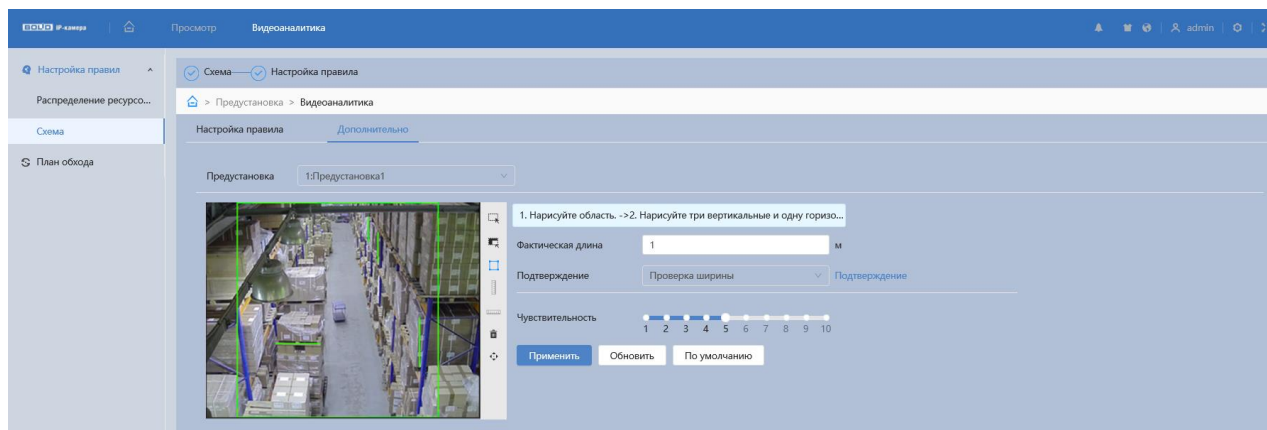 BOLID IP-камера Просмотр Видеоаналитика admin
Настройка правил
Распределение ресурсо...
Схема
План обхода
Схема Настройка правила
> Предустановка > Видеоаналитика
Настройка правила Дополнительно
Предустановка 1:Предустановка1
1. Нарисуйте область. ->2. Нарисуйте три вертикальные и одну горизо...
Фактическая длина 1 м
Подтверждение Проверка ширины Подтверждение
Чувствительность
1 2 3 4 5 6 7 8 9 10
Применить Обновить По умолчанию